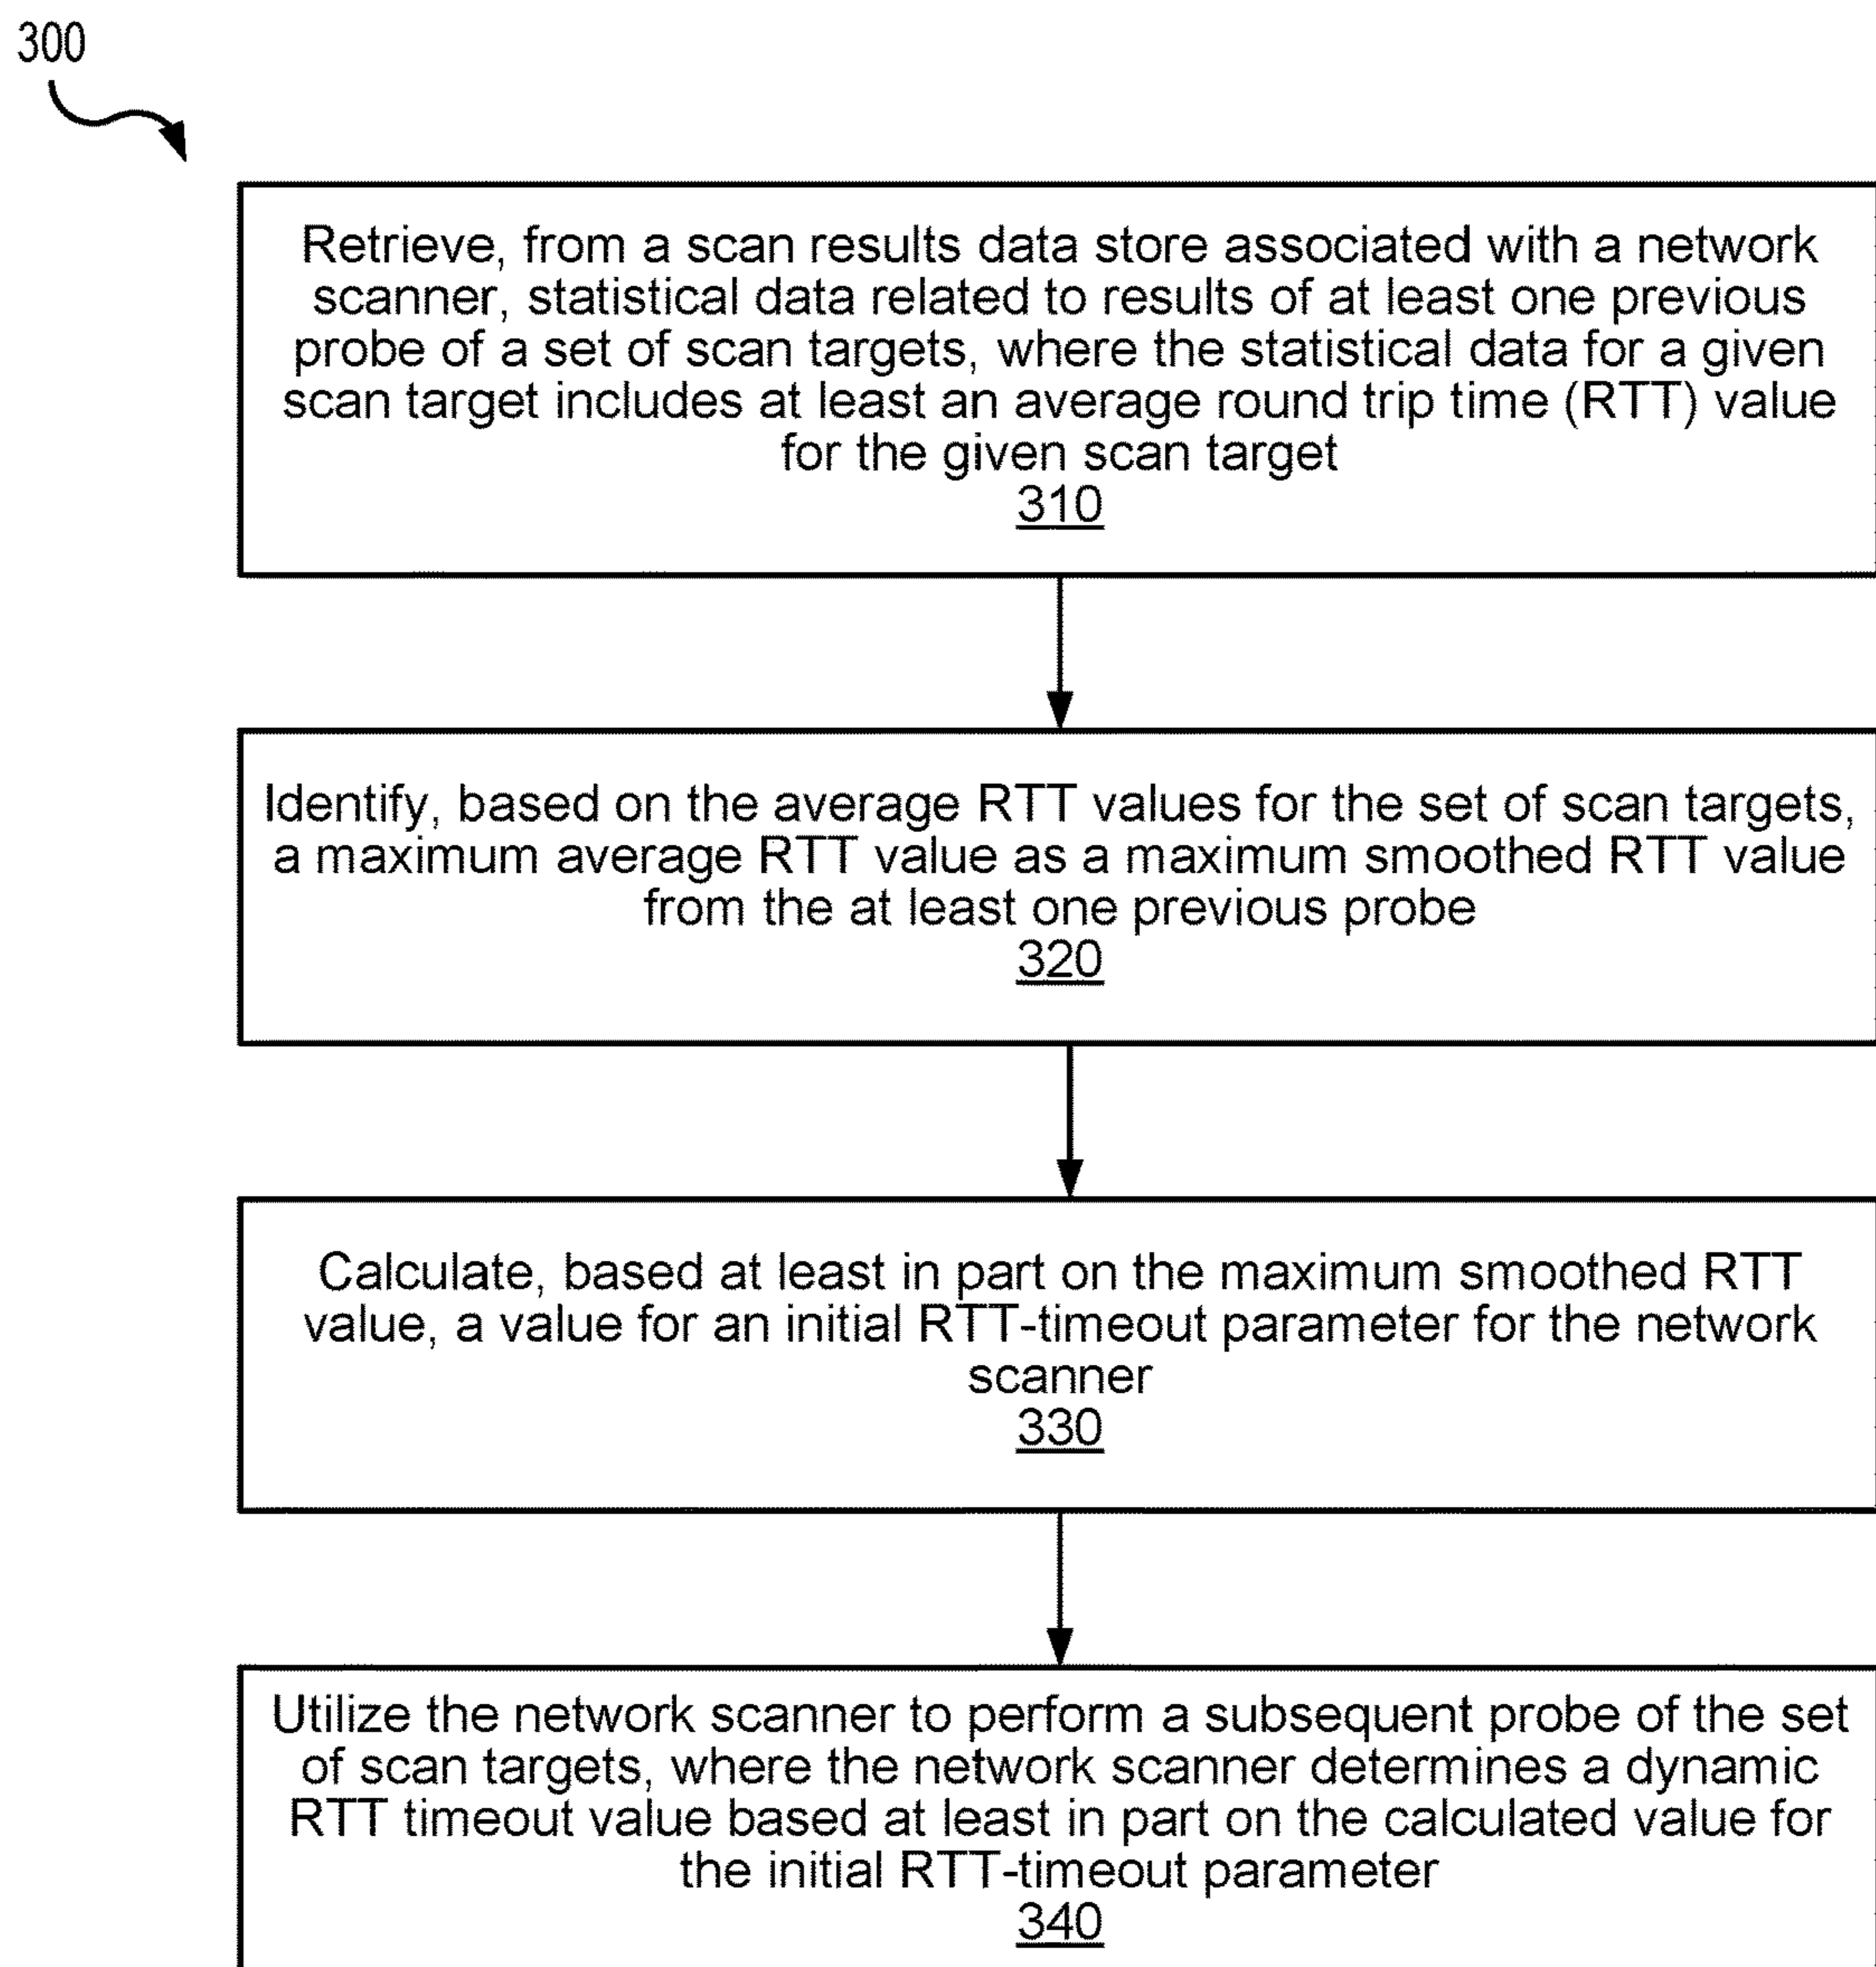 300
Retrieve, from a scan results data store associated with a network
scanner, statistical data related to results of at least one previous
probe of a set of scan targets, where the statistical data for a given
scan target includes at least an average round trip time (RTT) value
for the given scan target
310
Identify, based on the average RTT values for the set of scan targets,
a maximum average RTT value as a maximum smoothed RTT value
from the at least one previous probe
320
Calculate, based at least in part on the maximum smoothed RTT
value, a value for an initial RTT-timeout parameter for the network
scanner
330
Utilize the network scanner to perform a subsequent probe of the set
of scan targets, where the network scanner determines a dynamic
RTT timeout value based at least in part on the calculated value for
the initial RTT-timeout parameter
340